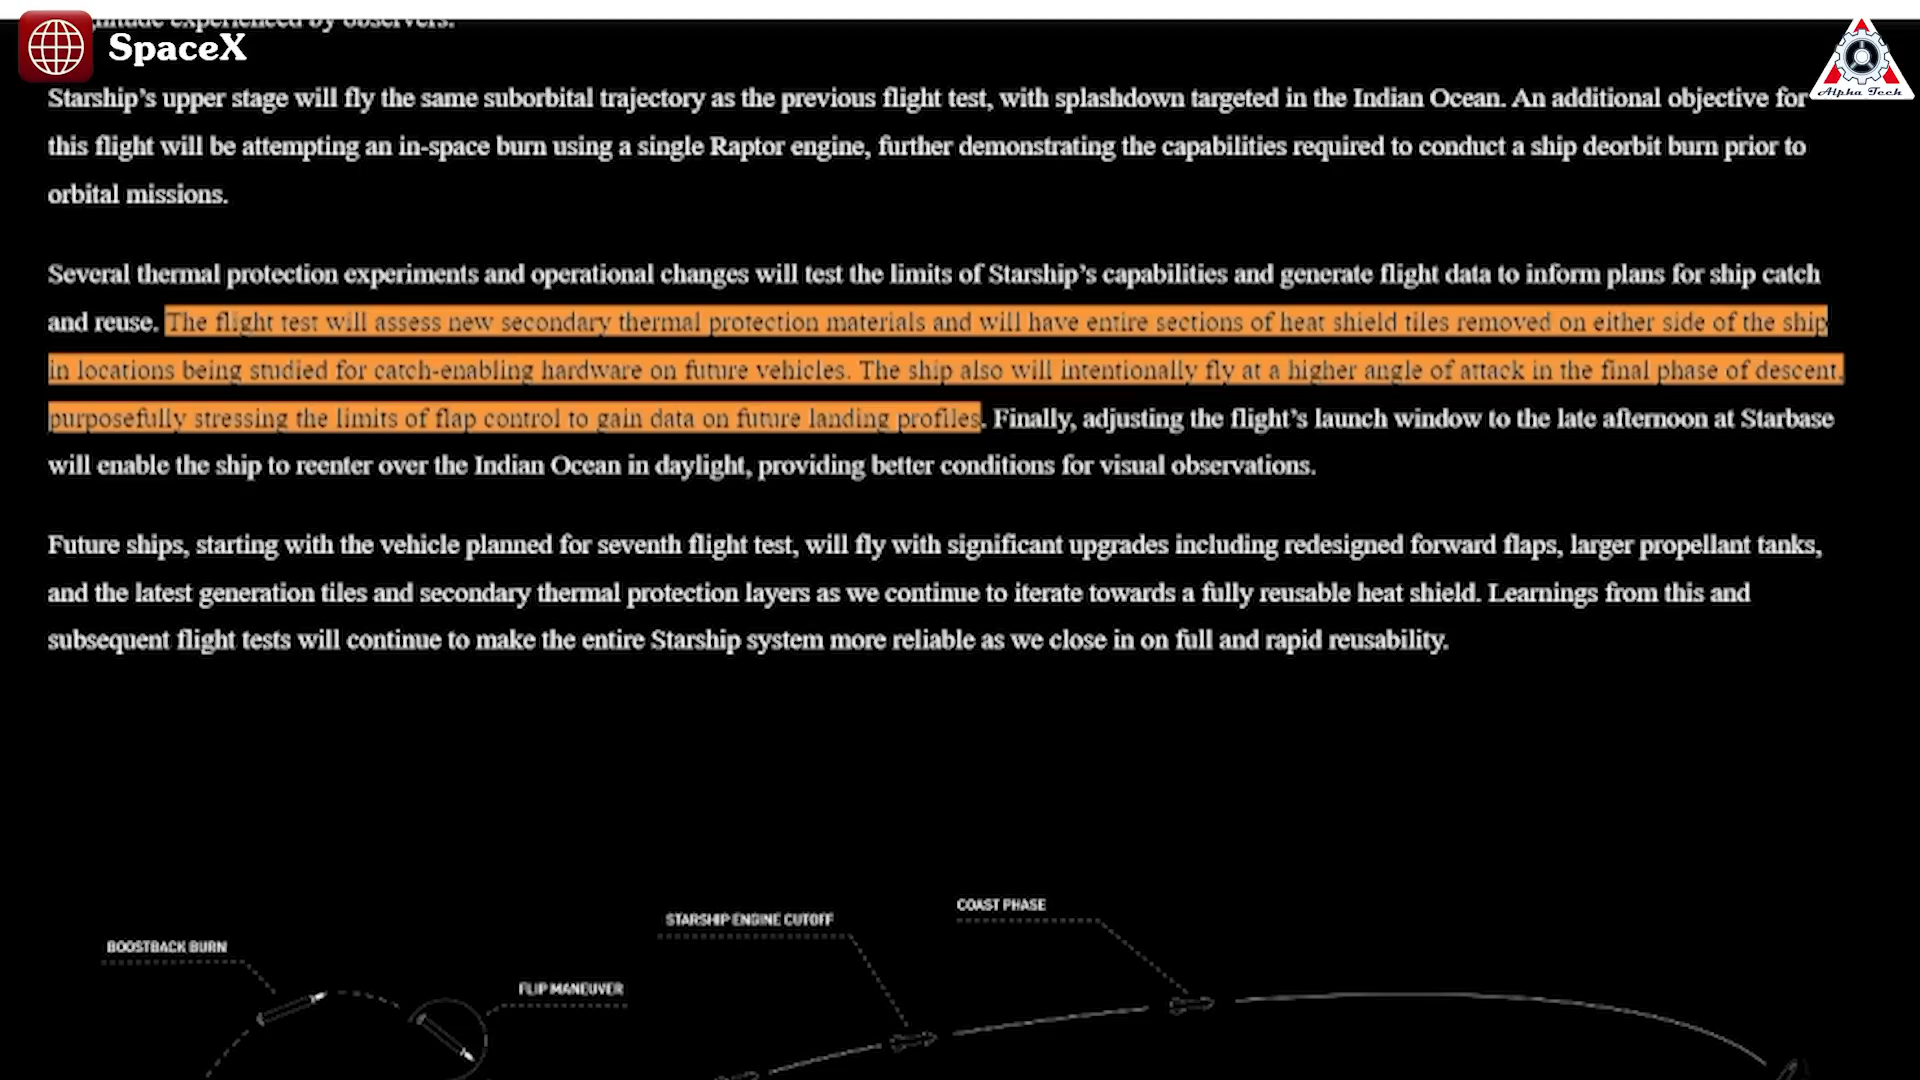 experienced by observers.
SpaceX
Alpha Tech
Starship’s upper stage will fly the same suborbital trajectory as the previous flight test, with splashdown targeted in the Indian Ocean. An additional objective for
this flight will be attempting an in-space burn using a single Raptor engine, further demonstrating the capabilities required to conduct a ship deorbit burn prior to
orbital missions.
Several thermal protection experiments and operational changes will test the limits of Starship’s capabilities and generate flight data to inform plans for ship catch
and reuse. The flight test will assess new secondary thermal protection materials and will have entire sections of heat shield tiles removed on either side of the ship
in locations being studied for catch-enabling hardware on future vehicles. The ship also will intentionally fly at a higher angle of attack in the final phase of descent,
purposefully stressing the limits of flap control to gain data on future landing profiles. Finally, adjusting the flight’s launch window to the late afternoon at Starbase
will enable the ship to reenter over the Indian Ocean in daylight, providing better conditions for visual observations.
Future ships, starting with the vehicle planned for seventh flight test, will fly with significant upgrades including redesigned forward flaps, larger propellant tanks,
and the latest generation tiles and secondary thermal protection layers as we continue to iterate towards a fully reusable heat shield. Learnings from this and
subsequent flight tests will continue to make the entire Starship system more reliable as we close in on full and rapid reusability.
COAST PHASE
STARSHIP ENGINE CUTOFF
BOOSTBACK BURN
FLIP MANEUVER